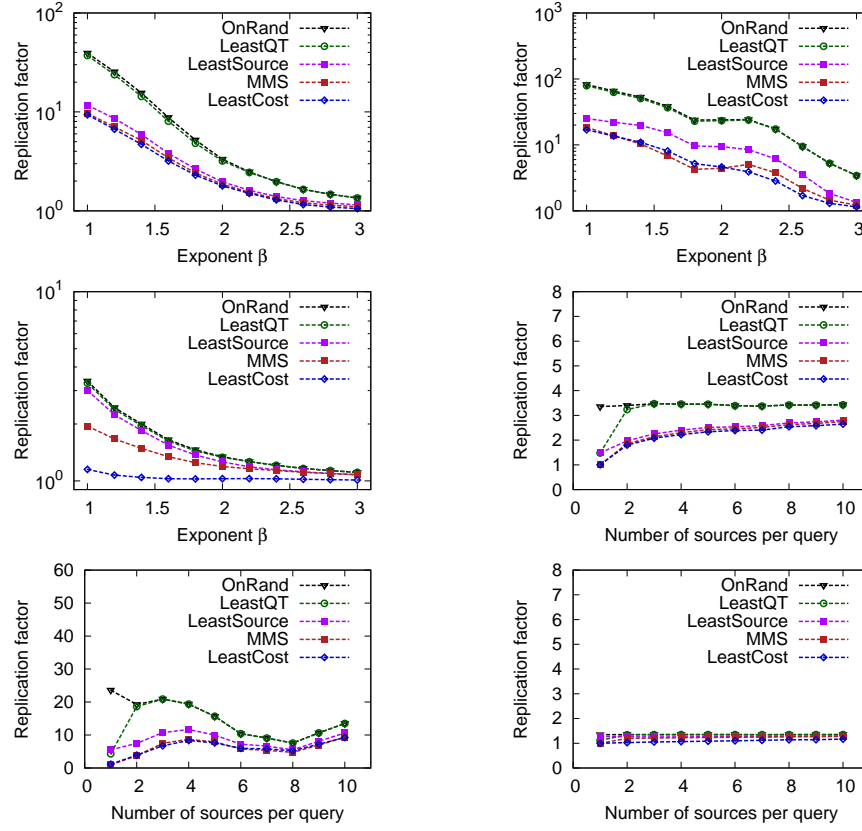 10^2
10^1
10^0
Replication factor
OnRand
LeastQT
LeastSource
MMS
LeastCost
1 1.5 2 2.5 3
Exponent β
10^3
10^2
10^1
10^0
Replication factor
OnRand
LeastQT
LeastSource
MMS
LeastCost
1 1.5 2 2.5 3
Exponent β
10^1
10^0
Replication factor
OnRand
LeastQT
LeastSource
MMS
LeastCost
1 1.5 2 2.5 3
Exponent β
8
7
6
5
4
3
2
1
0
Replication factor
OnRand
LeastQT
LeastSource
MMS
LeastCost
0 2 4 6 8 10
Number of sources per query
60
50
40
30
20
10
0
Replication factor
OnRand
LeastQT
LeastSource
MMS
LeastCost
0 2 4 6 8 10
Number of sources per query
8
7
6
5
4
3
2
1
0
Replication factor
OnRand
LeastQT
LeastSource
MMS
LeastCost
0 2 4 6 8 10
Number of sources per query